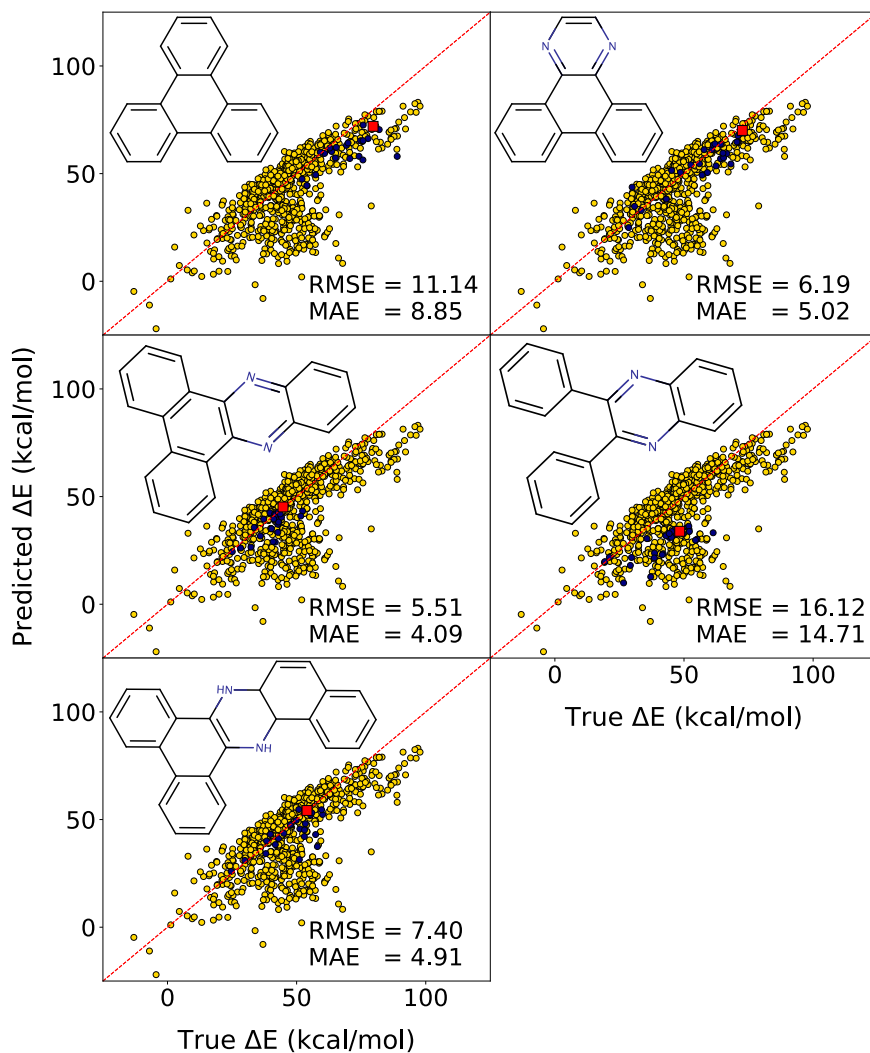 N
N
100
50
0
RMSE = 11.14
MAE = 8.85
RMSE = 6.19
MAE = 5.02
N
N
N
N
100
50
0
RMSE = 5.51
MAE = 4.09
RMSE = 16.12
MAE = 14.71
Predicted ΔE (kcal/mol)
0
50
100
True ΔE (kcal/mol)
HN
NH
100
50
0
RMSE = 7.40
MAE = 4.91
0
50
100
True ΔE (kcal/mol)